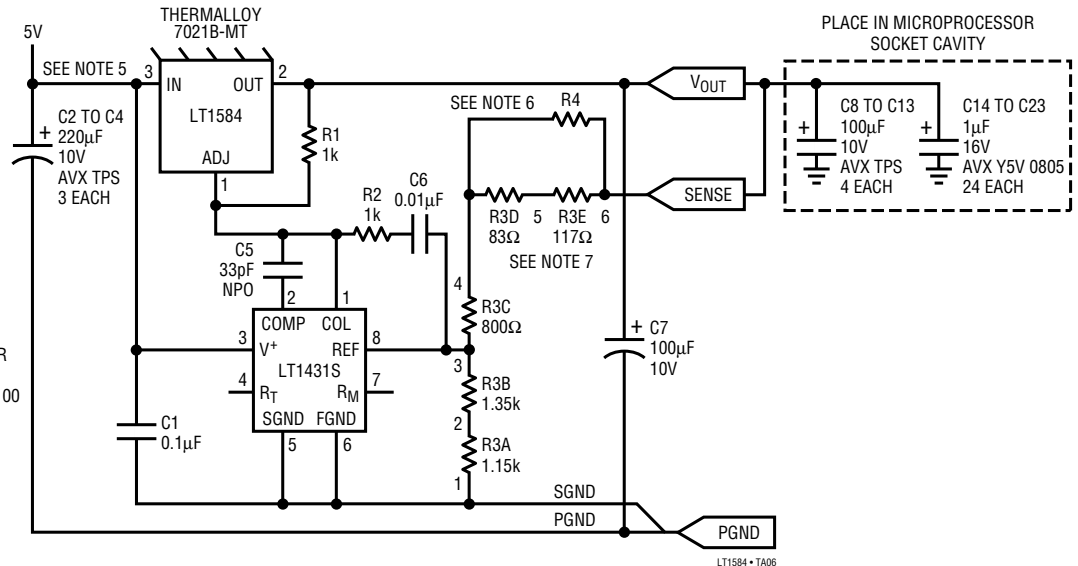 THERMALLOY
7021B-MT
PLACE IN MICROPROCESSOR
SOCKET CAVITY
5V
SEE NOTE 5
3
IN
OUT
2
LT1584
ADJ
1
+
C2 TO C4
220µF
10V
AVX TPS
3 EACH
R1
1k
R2
1k
C6
0.01µF
C5
33pF
NPO
SEE NOTE 6
R4
VOUT
SENSE
R3D
83Ω
5
R3E
117Ω
6
SEE NOTE 7
+
C8 TO C13
100µF
10V
AVX TPS
4 EACH
+
C14 TO C23
1µF
16V
AVX Y5V 0805
24 EACH
4
R3C
800Ω
2
1
COMP
COL
3
V+
REF
8
LT1431S
4
RT
RM
7
SGND
FGND
5
6
3
R3B
1.35k
2
R3A
1.15k
1
+
C7
100µF
10V
R
00
C1
0.1µF
SGND
PGND
PGND
LT1584 • TA06